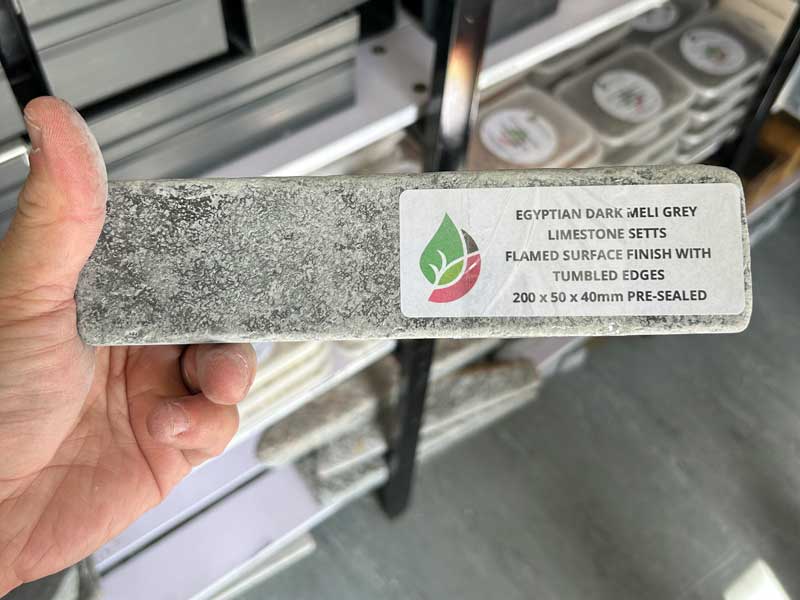 EGYPTIAN DARK MELI GREY
LIMESTONE SETTS
FLAMED SURFACE FINISH WITH
TUMBLED EDGES
200 x 50 x 40mm PRE-SEALED